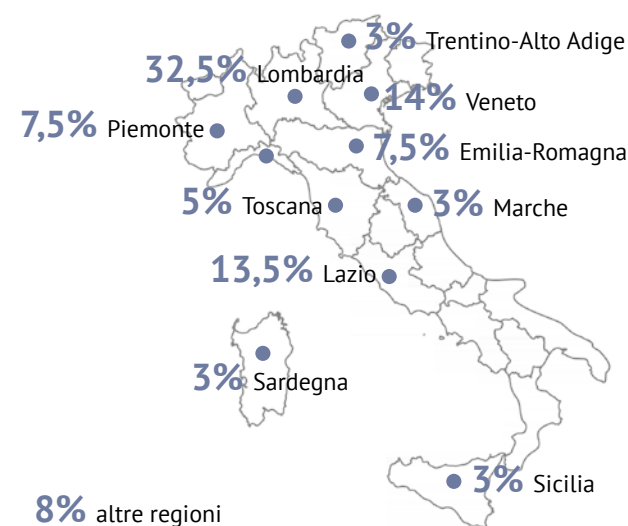 3% Trentino-Alto Adige
32,5% Lombardia
14% Veneto
7,5% Piemonte
7,5% Emilia-Romagna
5% Toscana
3% Marche
13,5% Lazio
3% Sardegna
3% Sicilia
8% altre regioni